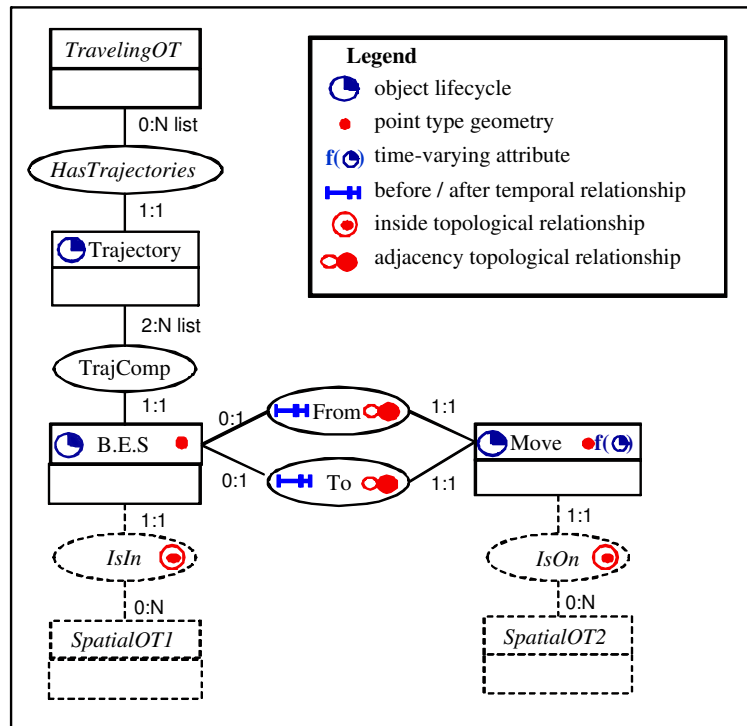 TravelingOT
0:N list
HasTrajectories
1:1
Trajectory
2:N list
TrajComp
1:1
B.E.S
0:1
0:1
From
To
1:1
1:1
Move
f( )
1:1
IsIn
0:N
SpatialOT1
1:1
IsOn
0:N
SpatialOT2
Legend
object lifecycle
point type geometry
f( ) time-varying attribute
before / after temporal relationship
inside topological relationship
adjacency topological relationship